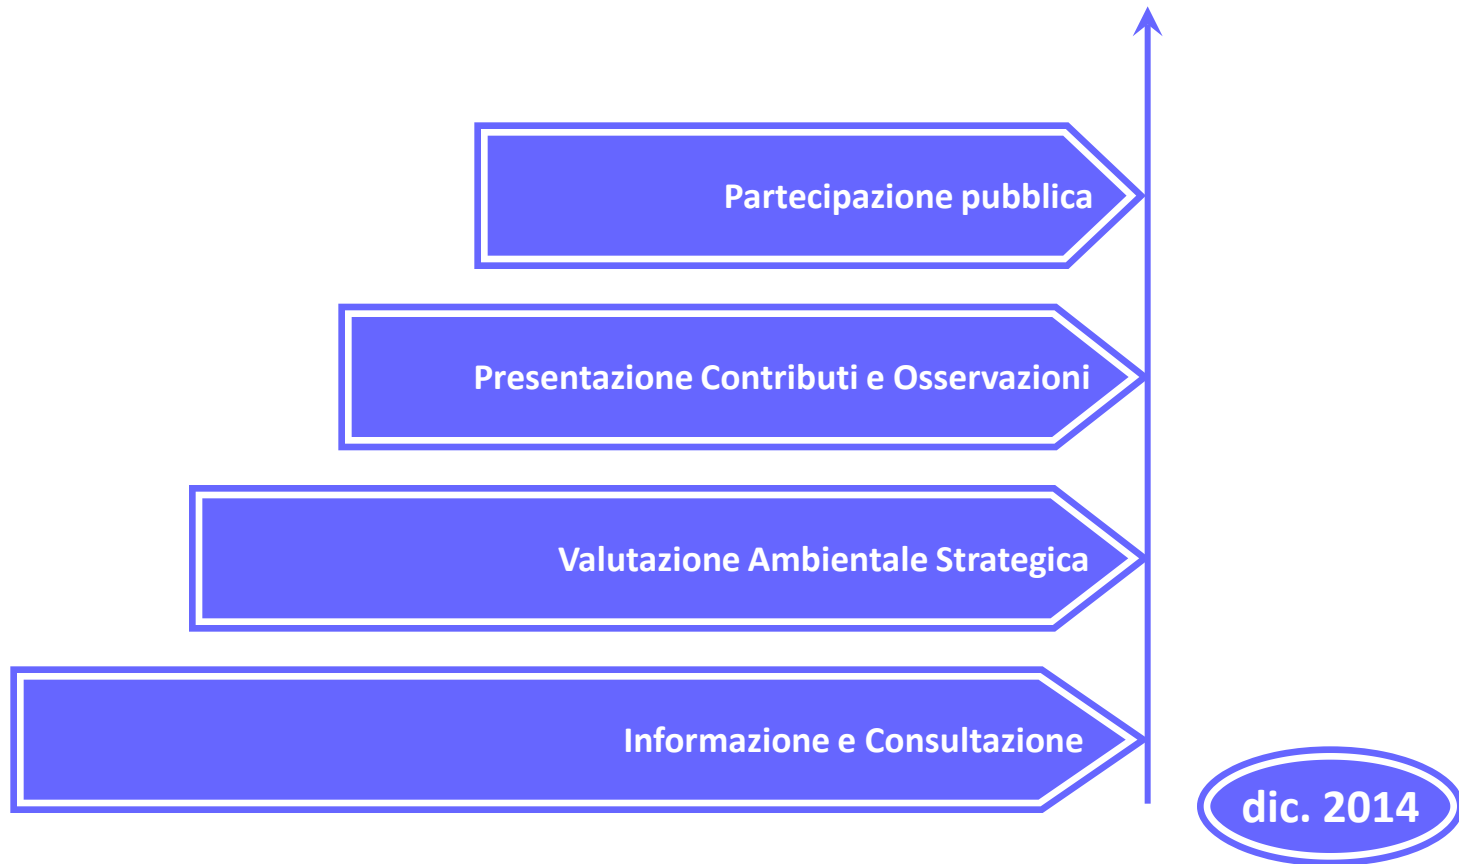 Partecipazione pubblica
Presentazione Contributi e Osservazioni
Valutazione Ambientale Strategica
Informazione e Consultazione
dic. 2014